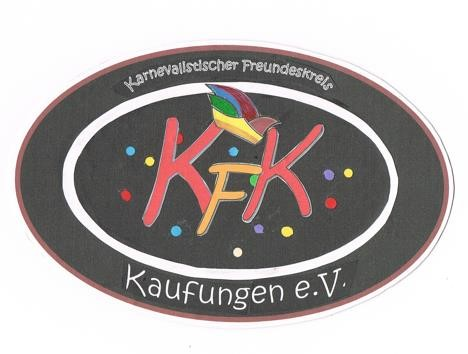 Karnevalistischer Freundeskreis
KFK
Kaufungen e.V.